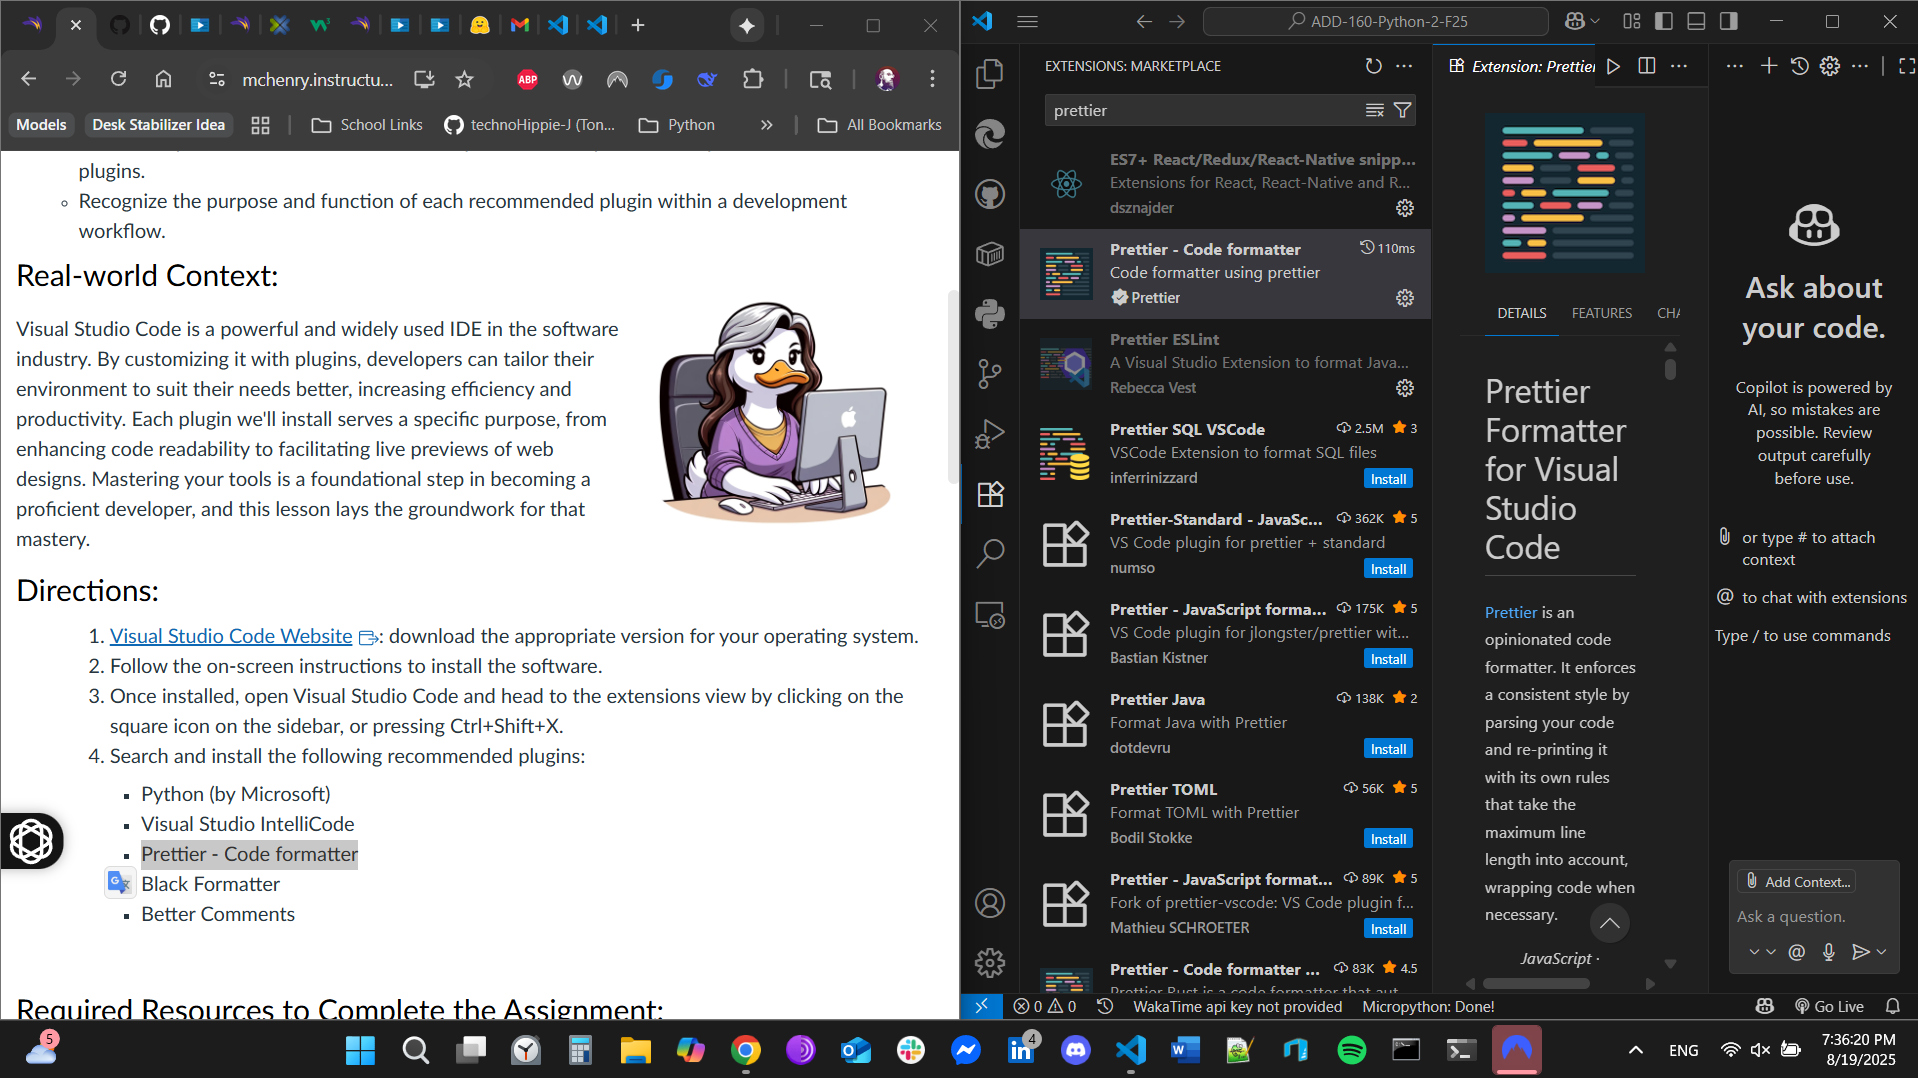 mchenry.instructu...
ABP
Models
Desk Stabilizer Idea
School Links
technoHippie-J (Ton...
Python
»
All Bookmarks
plugins.
Recognize the purpose and function of each recommended plugin within a development
workflow.
Real-world Context:
Visual Studio Code is a powerful and widely used IDE in the software
industry. By customizing it with plugins, developers can tailor their
environment to suit their needs better, increasing efficiency and
productivity. Each plugin we'll install serves a specific purpose, from
enhancing code readability to facilitating live previews of web
designs. Mastering your tools is a foundational step in becoming a
proficient developer, and this lesson lays the groundwork for that
mastery.
Directions:
1. Visual Studio Code Website : download the appropriate version for your operating system.
2. Follow the on-screen instructions to install the software.
3. Once installed, open Visual Studio Code and head to the extensions view by clicking on the
square icon on the sidebar, or pressing Ctrl+Shift+X.
4. Search and install the following recommended plugins:
Python (by Microsoft)
Visual Studio IntelliCode
Prettier - Code formatter
Black Formatter
Better Comments
Required Resources to Complete the Assignment:
ADD-160-Python-2-F25
EXTENSIONS: MARKETPLACE
prettier
ES7+ React/Redux/React-Native snipp...
Extensions for React, React-Native and R...
dsznajder
Prettier - Code formatter 110ms
Code formatter using prettier
Prettier
Prettier ESLint
A Visual Studio Extension to format Java...
Rebecca Vest
Prettier SQL VSCode 2.5M 3
VSCode Extension to format SQL files
inferrinizzard Install
Prettier-Standard - JavaSc... 362K 5
VS Code plugin for prettier + standard
numso Install
Prettier - JavaScript forma... 175K 5
VS Code plugin for jlongster/prettier wit...
Bastian Kistner Install
Prettier Java 138K 2
Format Java with Prettier
dotdevru Install
Prettier TOML 56K 5
Format TOML with Prettier
Bodil Stokke Install
Prettier - JavaScript format... 89K 5
Fork of prettier-vscode: VS Code plugin f...
Mathieu SCHROETER Install
Prettier - Code formatter ... 83K 4.5
Prettier Rust is a code formatter that aut...
Extension: Prettier
DETAILS FEATURES CHA
Prettier
Formatter
for Visual
Studio
Code
Prettier is an
opinionated code
formatter. It enforces
a consistent style by
parsing your code
and re-printing it
with its own rules
that take the
maximum line
length into account,
wrapping code when
necessary.
JavaScript ·
Ask about
your code.
Copilot is powered by
AI, so mistakes are
possible. Review
output carefully
before use.
or type # to attach
context
@ to chat with extensions
Type / to use commands
Add Context...
Ask a question.
@
0 0
WakaTime api key not provided
Micropython: Done!
Go Live
5
4
ENG
7:36:20 PM
8/19/2025